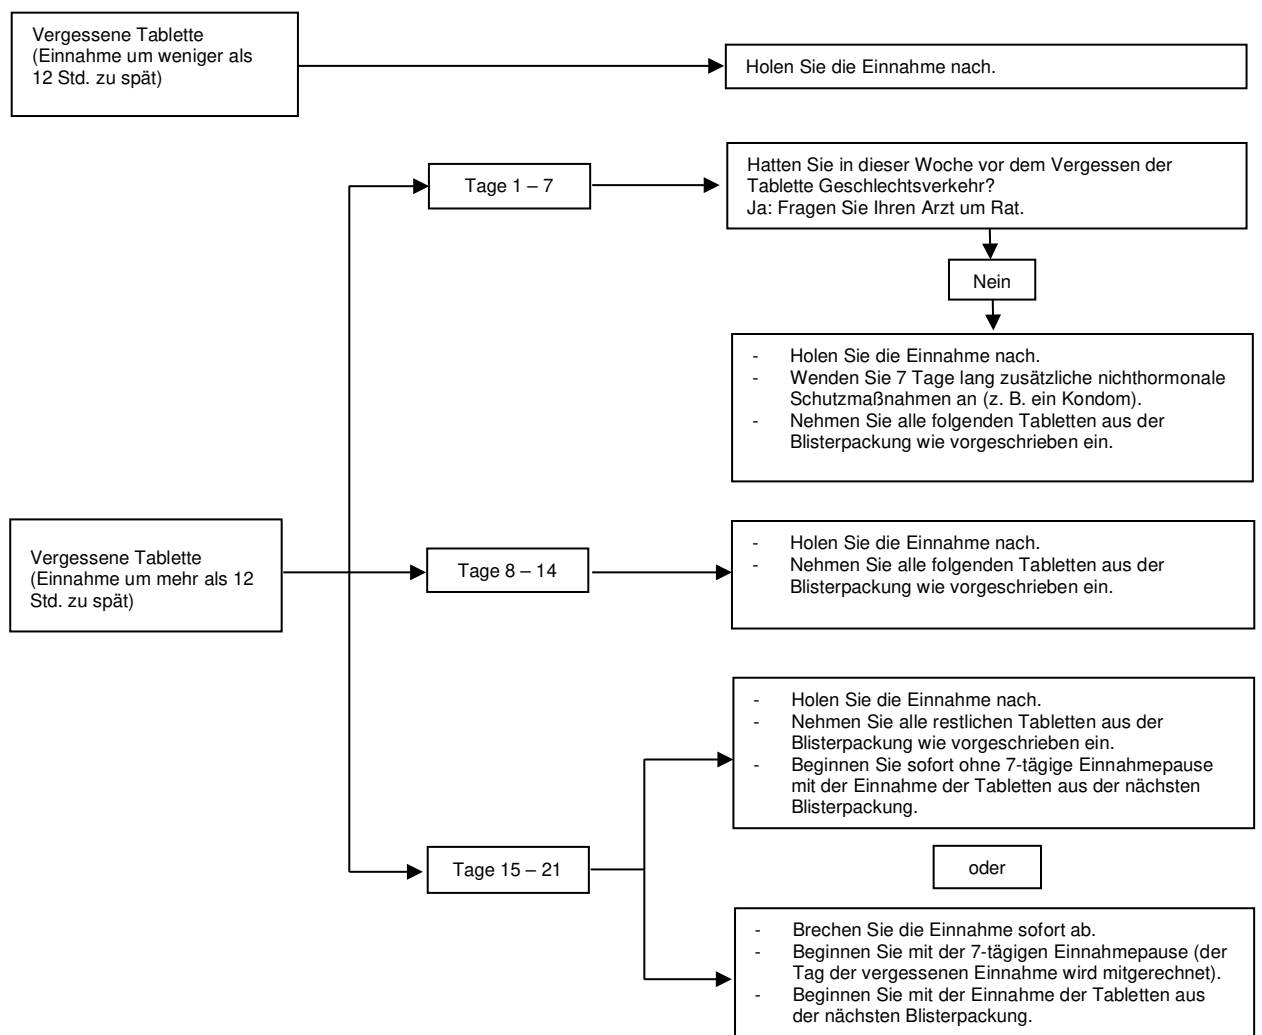 Vergessene Tablette
(Einnahme um weniger als
12 Std. zu spät)
Holen Sie die Einnahme nach.
Tage 1 – 7
Hatten Sie in dieser Woche vor dem Vergessen der
Tablette Geschlechtsverkehr?
Ja: Fragen Sie Ihren Arzt um Rat.
Nein
- Holen Sie die Einnahme nach.
- Wenden Sie 7 Tage lang zusätzliche nichthormonale
Schutzmaßnahmen an (z. B. ein Kondom).
- Nehmen Sie alle folgenden Tabletten aus der
Blisterpackung wie vorgeschrieben ein.
Vergessene Tablette
(Einnahme um mehr als 12
Std. zu spät)
Tage 8 – 14
- Holen Sie die Einnahme nach.
- Nehmen Sie alle folgenden Tabletten aus der
Blisterpackung wie vorgeschrieben ein.
Tage 15 – 21
- Holen Sie die Einnahme nach.
- Nehmen Sie alle restlichen Tabletten aus der
Blisterpackung wie vorgeschrieben ein.
- Beginnen Sie sofort ohne 7-tägige Einnahmepause
mit der Einnahme der Tabletten aus der nächsten
Blisterpackung.
oder
- Brechen Sie die Einnahme sofort ab.
- Beginnen Sie mit der 7-tägigen Einnahmepause (der
Tag der vergessenen Einnahme wird mitgerechnet).
- Beginnen Sie mit der Einnahme der Tabletten aus
der nächsten Blisterpackung.